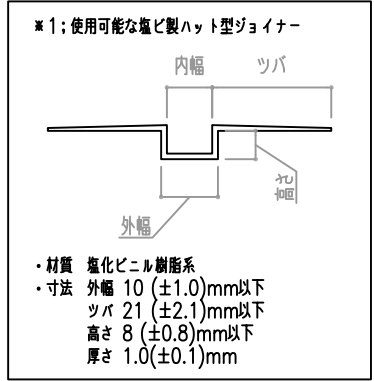 ※1;使用可能な塩ビ製ハット型ジョイナー
内幅 ツバ
高さ
外幅
・材質 塩化ビニル樹脂系
・寸法 外幅 10 (±1.0)mm以下
ツバ 21 (±2.1)mm以下
高さ 8 (±0.8)mm以下
厚さ 1.0(±0.1)mm